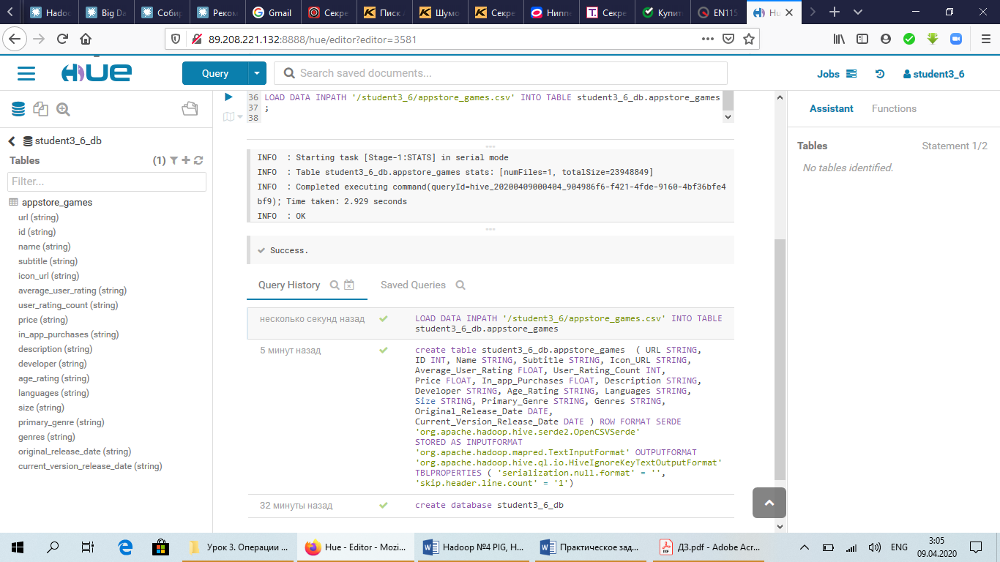 Hadoc
Big Da
Собир
Реком
Gmail
Секре
Писк А
Шумо
Секре
Ниппе
Секре
Купит
EN115
Hu
89.208.221.132:8888/hue/editor?editor=3581
HUE
Query
Search saved documents...
Jobs
student3_6
student3_6_db
Tables
(1)
Filter...
appstore_games
url (string)
id (string)
name (string)
subtitle (string)
icon_url (string)
average_user_rating (string)
user_rating_count (string)
price (string)
in_app_purchases (string)
description (string)
developer (string)
age_rating (string)
languages (string)
size (string)
primary_genre (string)
genres (string)
original_release_date (string)
current_version_release_date (string)
36 LOAD DATA INPATH '/student3_6/appstore_games.csv' INTO TABLE student3_6_db.appstore_games
37 ;
38
INFO : Starting task [Stage-1:STATS] in serial mode
INFO : Table student3_6_db.appstore_games stats: [numFiles=1, totalSize=23948849]
INFO : Completed executing command(queryId=hive_20200409000404_904986f6-f421-4fde-9160-4bf36bfe4
bf9); Time taken: 2.929 seconds
INFO : OK
Success.
Query History
Saved Queries
несколько секунд назад
LOAD DATA INPATH '/student3_6/appstore_games.csv' INTO TABLE
student3_6_db.appstore_games
5 минут назад
create table student3_6_db.appstore_games ( URL STRING,
ID INT, Name STRING, Subtitle STRING, Icon_URL STRING,
Average_User_Rating FLOAT, User_Rating_Count INT,
Price FLOAT, In_app_Purchases FLOAT, Description STRING,
Developer STRING, Age_Rating STRING, Languages STRING,
Size STRING, Primary_Genre STRING, Genres STRING,
Original_Release_Date DATE,
Current_Version_Release_Date DATE ) ROW FORMAT SERDE
'org.apache.hadoop.hive.serde2.OpenCSVSerde'
STORED AS INPUTFORMAT
'org.apache.hadoop.mapred.TextInputFormat' OUTPUTFORMAT
'org.apache.hadoop.hive.ql.io.HiveIgnoreKeyTextOutputFormat'
TBLPROPERTIES ( 'serialization.null.format' = '',
'skip.header.line.count' = '1')
32 минуты назад
create database student3_6_db
Assistant
Functions
Tables
Statement 1/2
No tables identified.
Урок 3. Операции ...
Hue - Editor - Mozi...
Hadoop №4 PIG, H...
Практическое зад...
ДЗ.pdf - Adobe Acr...
ENG
3:05
09.04.2020